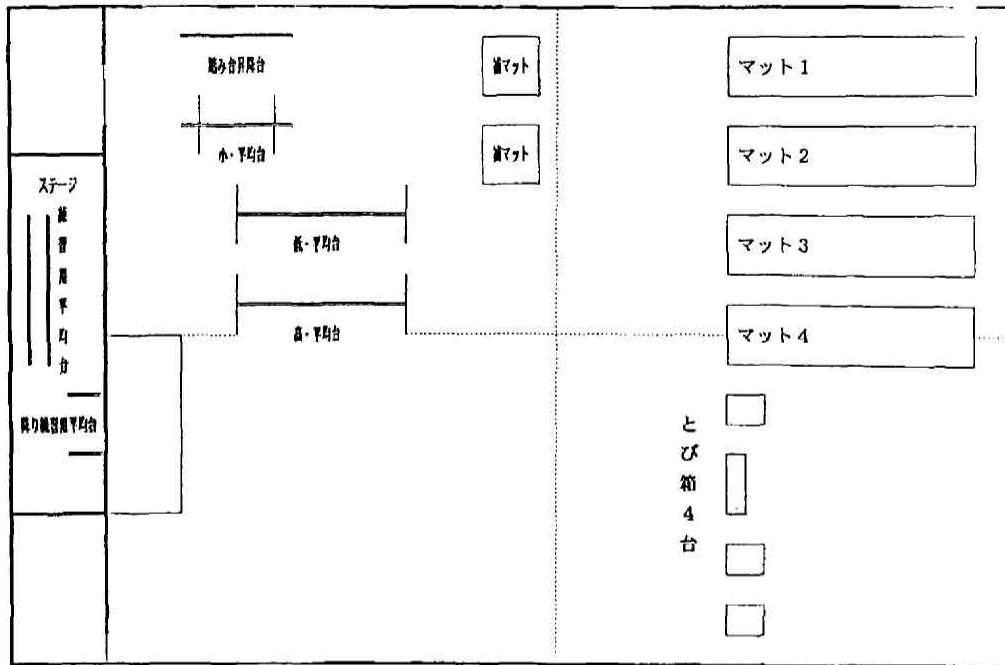 踏み台昇降台
補マット
マット1
小・平均台
補マット
マット2
ステージ
練習用平均台
低・平均台
マット3
高・平均台
マット4
降り練習用平均台
とび箱4台